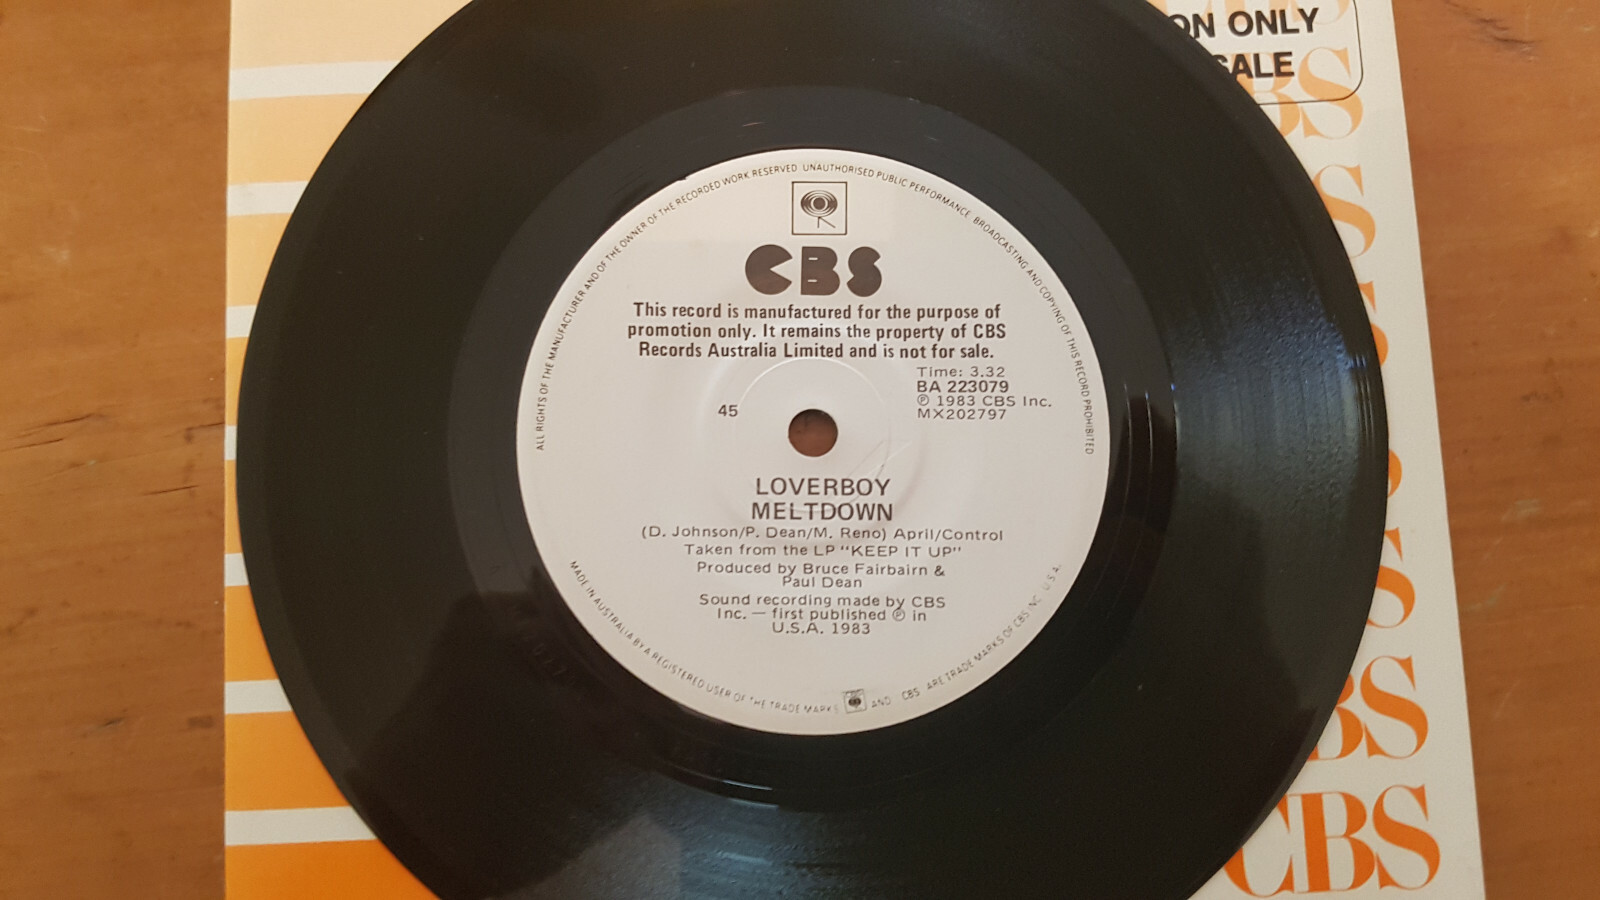 ON ONLY
SALE
BS
S
S
BS
CBS
ALL RIGHTS OF THE MANUFACTURER AND OF THE OWNER OF THE RECORDED WORK RESERVED UNAUTHORISED PUBLIC PERFORMANCE BROADCASTING AND COPYING OF THIS RECORD PROHIBITED
CBS
This record is manufactured for the purpose of
promotion only. It remains the property of CBS
Records Australia Limited and is not for sale.
Time: 3.32
BA 223079
℗ 1983 CBS Inc.
MX202797
45
LOVERBOY
MELTDOWN
(D. Johnson/P. Dean/M. Reno) April/Control
Taken from the LP "KEEP IT UP"
Produced by Bruce Fairbairn &
Paul Dean
Sound recording made by CBS
Inc. — first published ℗ in
U.S.A. 1983
MADE IN AUSTRALIA BY A REGISTERED USER OF THE TRADE MARKS AND CBS ARE TRADE MARKS OF CBS INC U.S.A.